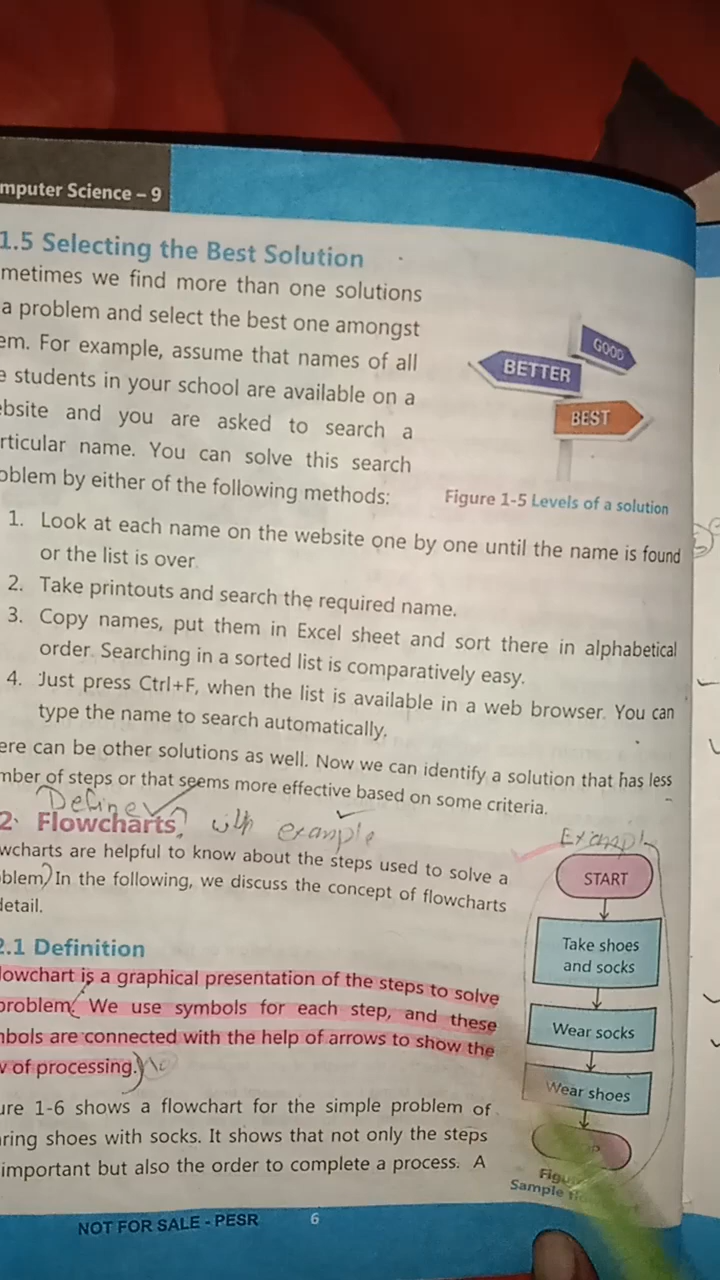 mputer Science – 9
1.5 Selecting the Best Solution
metimes we find more than one solutions
a problem and select the best one amongst
em. For example, assume that names of all
e students in your school are available on a
ebsite and you are asked to search a
rticular name. You can solve this search
oblem by either of the following methods:
GOOD
BETTER
BEST
Figure 1-5 Levels of a solution
1. Look at each name on the website one by one until the name is found
or the list is over.
2. Take printouts and search the required name.
3. Copy names, put them in Excel sheet and sort there in alphabetical
order. Searching in a sorted list is comparatively easy.
4. Just press Ctrl+F, when the list is available in a web browser. You can
type the name to search automatically.
ere can be other solutions as well. Now we can identify a solution that has less
mber of steps or that seems more effective based on some criteria.
Define
2. Flowcharts, with example
wcharts are helpful to know about the steps used to solve a
blem. In the following, we discuss the concept of flowcharts
detail.
2.1 Definition
lowchart is a graphical presentation of the steps to solve
problem. We use symbols for each step, and these
mbols are connected with the help of arrows to show the
w of processing.
ure 1-6 shows a flowchart for the simple problem of
aring shoes with socks. It shows that not only the steps
important but also the order to complete a process. A
START
Take shoes
and socks
Wear socks
Wear shoes
Sample
NOT FOR SALE - PESR
6